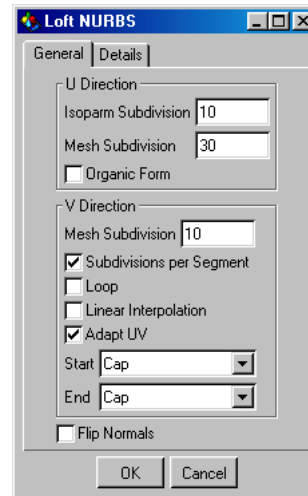 Loft NURBS
General Details
U Direction
Isoparm Subdivision 10
Mesh Subdivision 30
Organic Form
V Direction
Mesh Subdivision 10
Subdivisions per Segment
Loop
Linear Interpolation
Adapt UV
Start Cap
End Cap
Flip Normals
OK Cancel